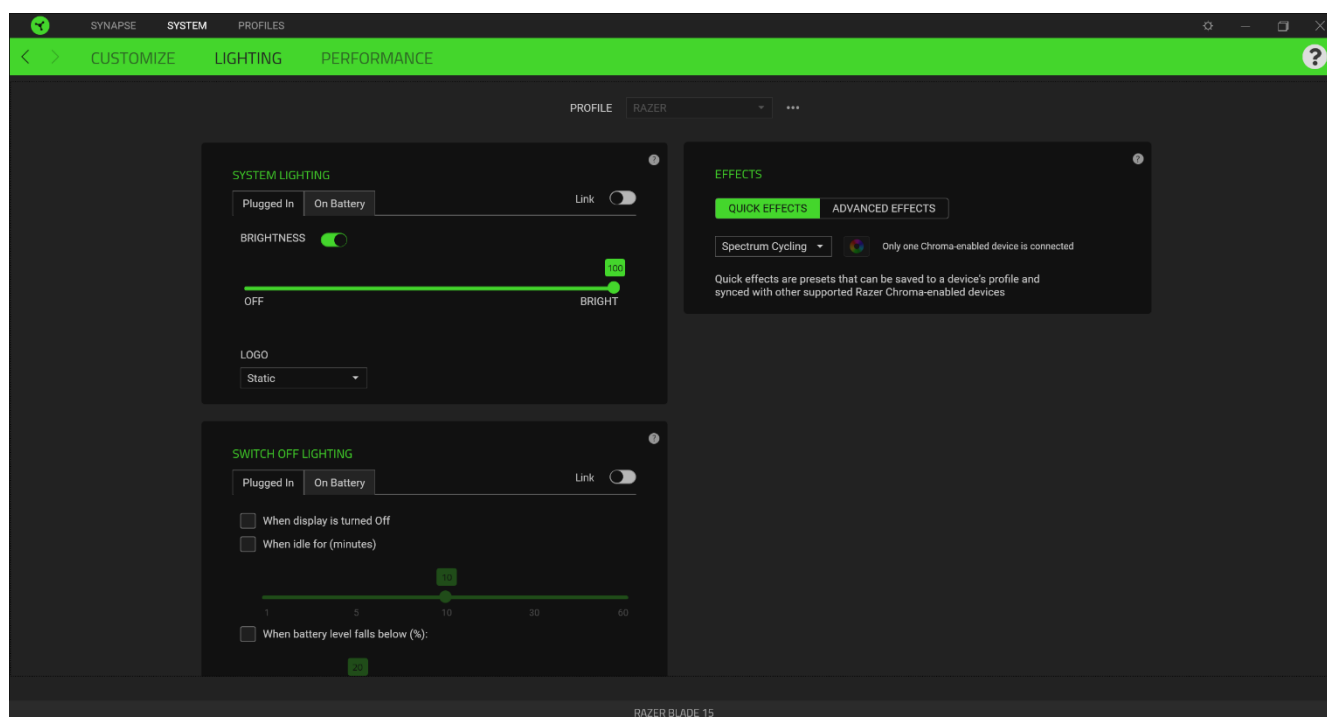 SYNAPSE SYSTEM PROFILES
CUSTOMIZE LIGHTING PERFORMANCE ?
PROFILE RAZER
SYSTEM LIGHTING ?
Plugged In On Battery Link
BRIGHTNESS
100
OFF BRIGHT
LOGO
Static
EFFECTS ?
QUICK EFFECTS ADVANCED EFFECTS
Spectrum Cycling Only one Chroma-enabled device is connected
Quick effects are presets that can be saved to a device's profile and
synced with other supported Razer Chroma-enabled devices
SWITCH OFF LIGHTING ?
Plugged In On Battery Link
When display is turned Off
When idle for (minutes)
10
1 5 10 30 60
When battery level falls below (%):
20
RAZER BLADE 15